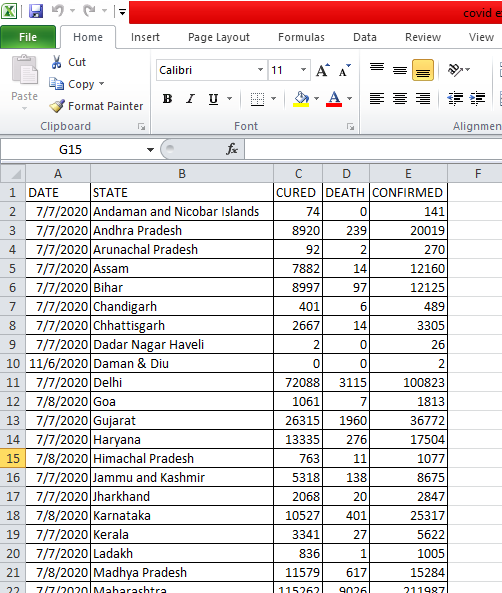 covid e
File Home Insert Page Layout Formulas Data Review View
Cut
Calibri 11 A A
Copy
Paste
Format Painter
B I U A
Clipboard Font Alignmen
G15 fx
A B C D E F
1 DATE STATE CURED DEATH CONFIRMED
2 7/7/2020 Andaman and Nicobar Islands 74 0 141
3 7/7/2020 Andhra Pradesh 8920 239 20019
4 7/7/2020 Arunachal Pradesh 92 2 270
5 7/7/2020 Assam 7882 14 12160
6 7/7/2020 Bihar 8997 97 12125
7 7/7/2020 Chandigarh 401 6 489
8 7/7/2020 Chhattisgarh 2667 14 3305
9 7/7/2020 Dadar Nagar Haveli 2 0 26
10 11/6/2020 Daman & Diu 0 0 2
11 7/7/2020 Delhi 72088 3115 100823
12 7/8/2020 Goa 1061 7 1813
13 7/7/2020 Gujarat 26315 1960 36772
14 7/7/2020 Haryana 13335 276 17504
15 7/8/2020 Himachal Pradesh 763 11 1077
16 7/7/2020 Jammu and Kashmir 5318 138 8675
17 7/7/2020 Jharkhand 2068 20 2847
18 7/8/2020 Karnataka 10527 401 25317
19 7/7/2020 Kerala 3341 27 5622
20 7/7/2020 Ladakh 836 1 1005
21 7/8/2020 Madhya Pradesh 11579 617 15284
22 7/7/2020 Maharashtra 115262 9026 211987